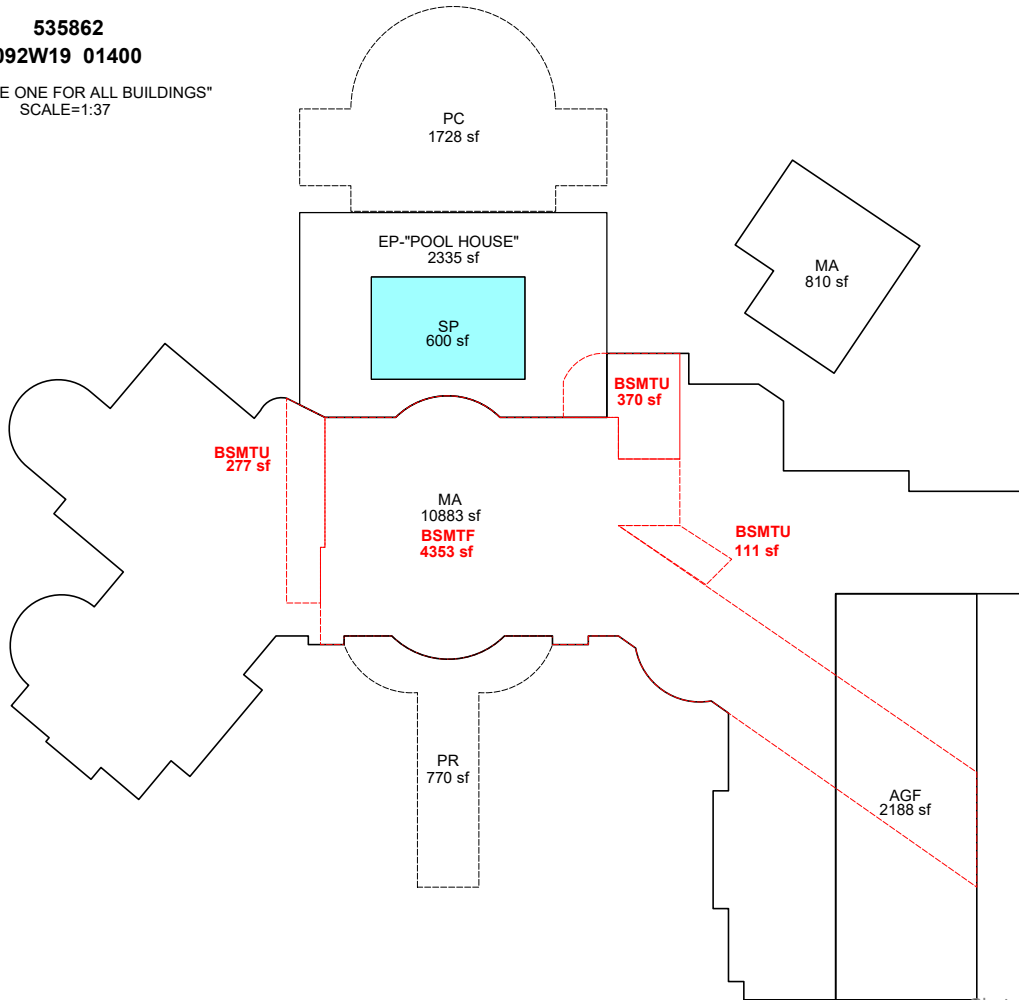 535862
092W19 01400
E ONE FOR ALL BUILDINGS"
SCALE=1:37
PC
1728 sf
EP-"POOL HOUSE"
2335 sf
MA
810 sf
SP
600 sf
BSMTU
370 sf
BSMTU
277 sf
MA
10883 sf
BSMTF
4353 sf
BSMTU
111 sf
PR
770 sf
AGF
2188 sf